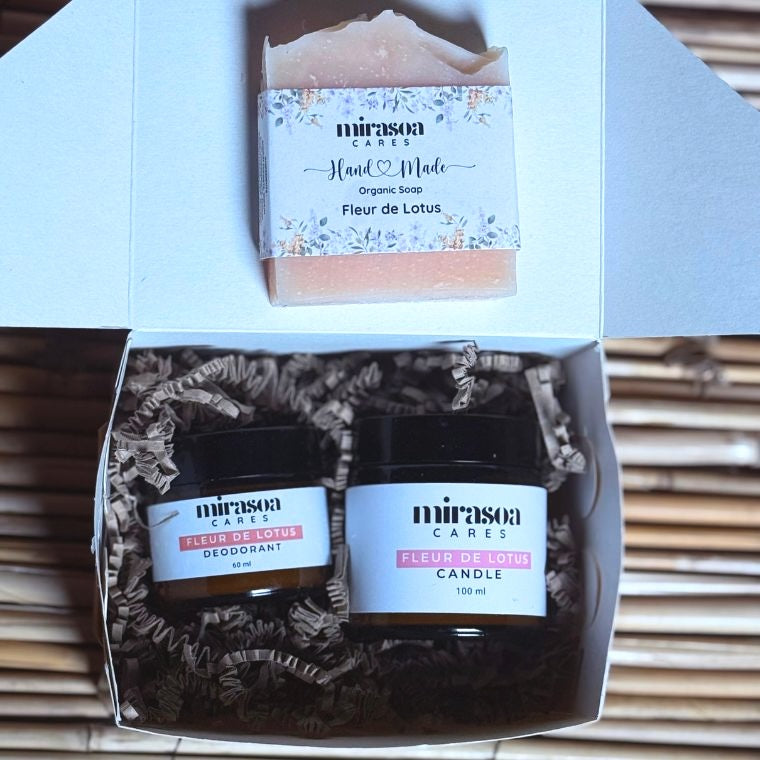 mirasoa
CARES
Hand Made
Organic Soap
Fleur de Lotus
mirasoa
CARES
FLEUR DE LOTUS
DEODORANT
60 ml
mirasoa
CARES
FLEUR DE LOTUS
CANDLE
100 ml